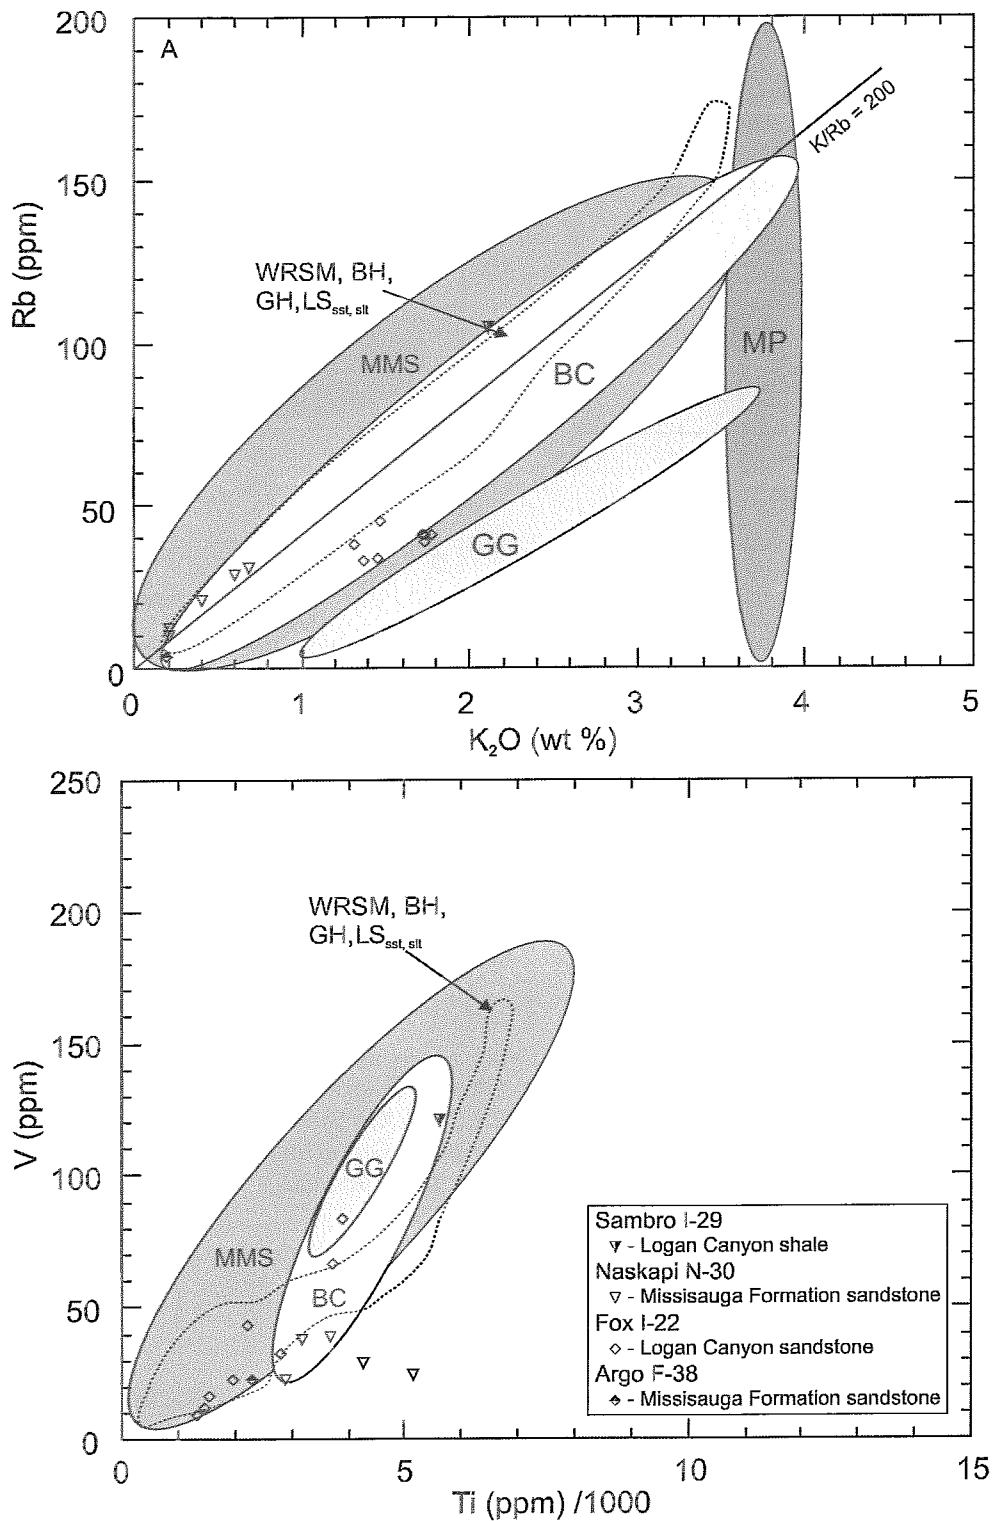 200
A
K/Rb = 200
150
Rb (ppm)
WRSM, BH,
GH,LSsst, slt
100
MMS
BC
MP
50
GG
0
0
1
2
3
4
5
K2O (wt %)
250
200
WRSM, BH,
GH,LSsst, slt
150
V (ppm)
GG
100
MMS
BC
50
0
Sambro I-29
- Logan Canyon shale
Naskapi N-30
- Missisauga Formation sandstone
Fox I-22
- Logan Canyon sandstone
Argo F-38
- Missisauga Formation sandstone
0
5
10
15
Ti (ppm) /1000